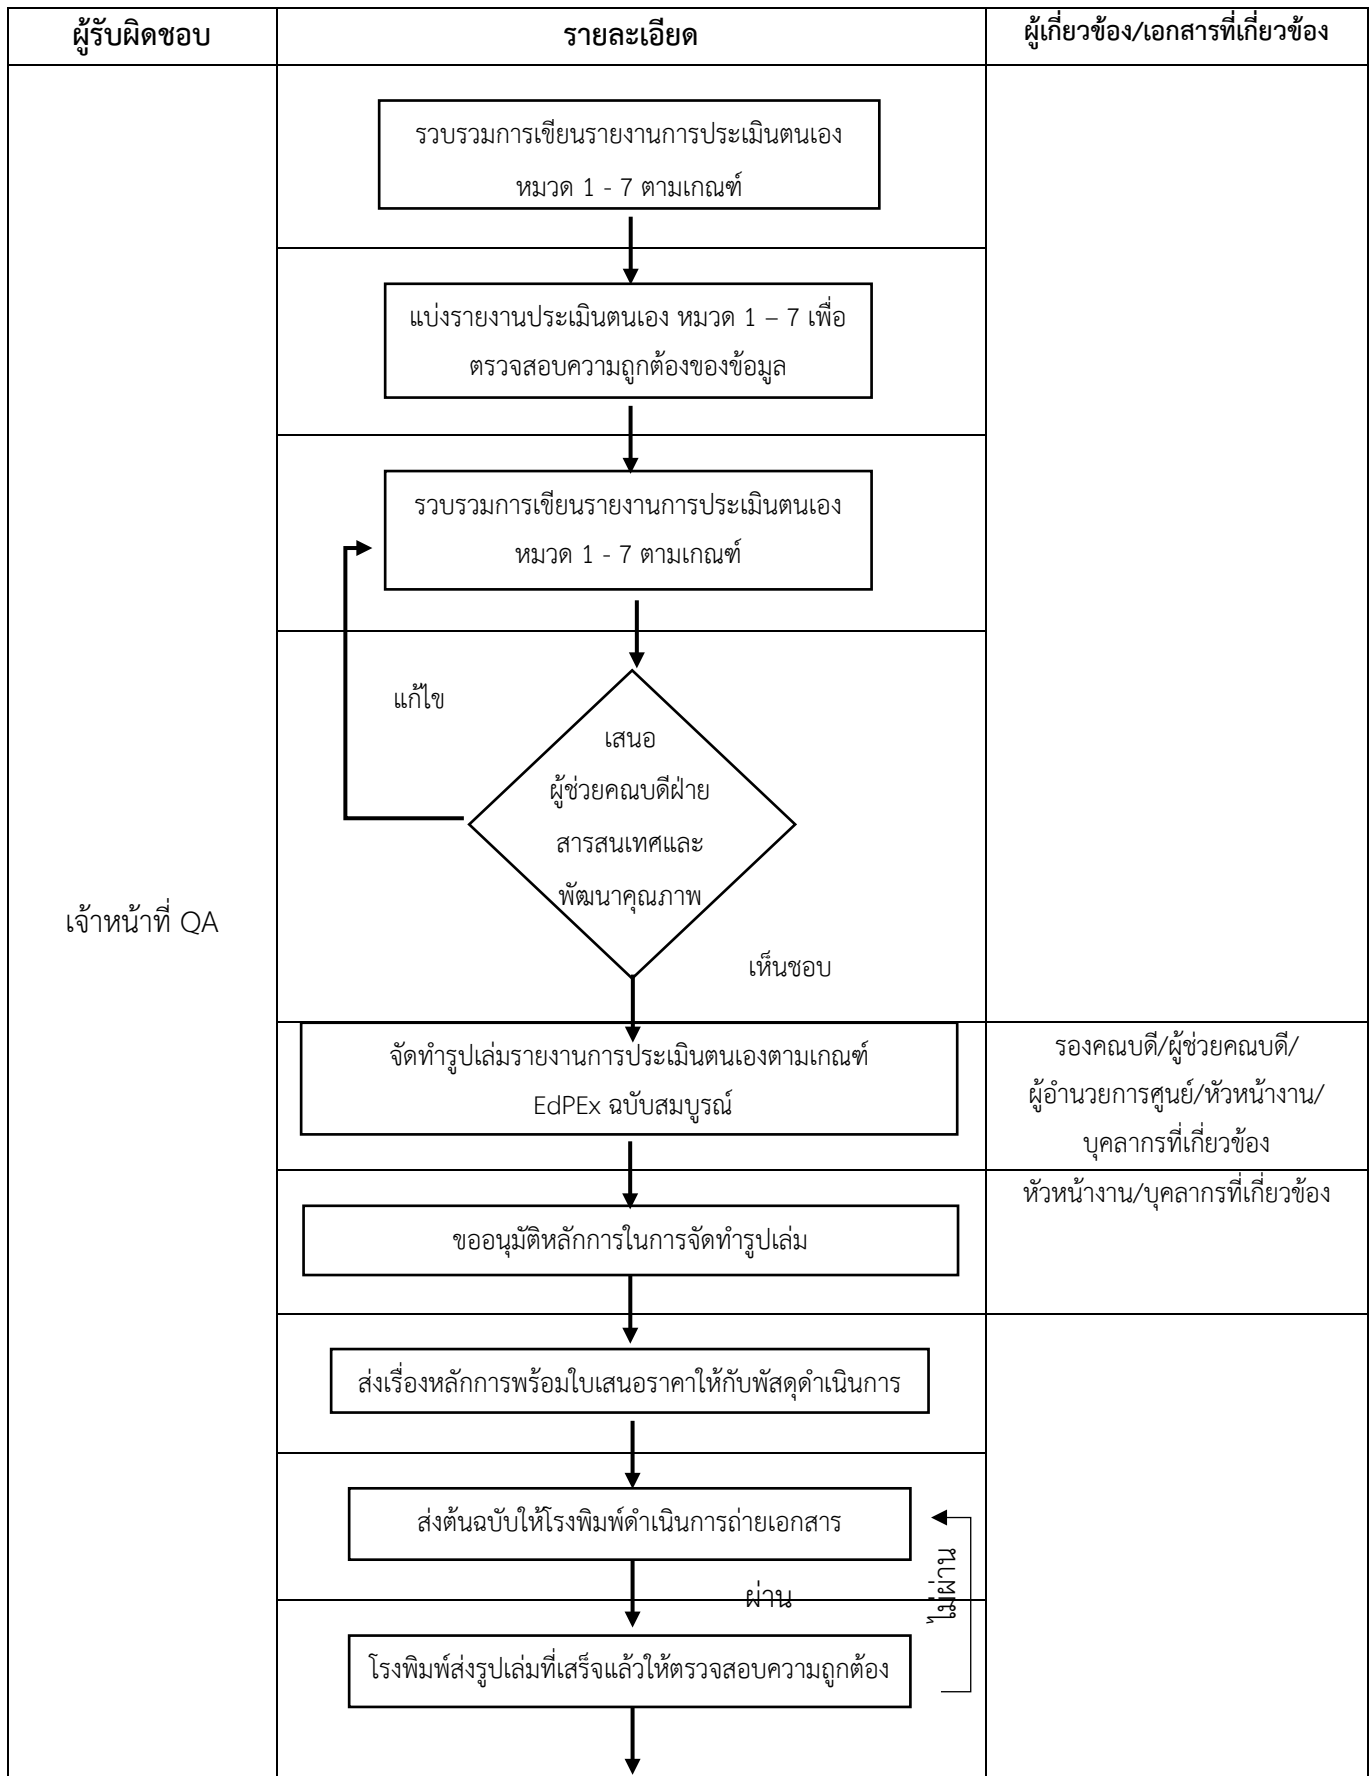 ผู้รับผิดชอบ
รายละเอียด
ผู้เกี่ยวข้อง/เอกสารที่เกี่ยวข้อง
รวบรวมการเขียนรายงานการประเมินตนเอง
หมวด 1 - 7 ตามเกณฑ์
แบ่งรายงานประเมินตนเอง หมวด 1 – 7 เพื่อ
ตรวจสอบความถูกต้องของข้อมูล
รวบรวมการเขียนรายงานการประเมินตนเอง
หมวด 1 - 7 ตามเกณฑ์
แก้ไข
เสนอ
ผู้ช่วยคณบดีฝ่าย
สารสนเทศและ
พัฒนาคุณภาพ
เจ้าหน้าที่ QA
เห็นชอบ
จัดทำรูปเล่มรายงานการประเมินตนเองตามเกณฑ์
EdPEx ฉบับสมบูรณ์
รองคณบดี/ผู้ช่วยคณบดี/
ผู้อำนวยการศูนย์/หัวหน้างาน/
บุคลากรที่เกี่ยวข้อง
ขออนุมัติหลักการในการจัดทำรูปเล่ม
หัวหน้างาน/บุคลากรที่เกี่ยวข้อง
ส่งเรื่องหลักการพร้อมใบเสนอราคาให้กับพัสดุดำเนินการ
ส่งต้นฉบับให้โรงพิมพ์ดำเนินการถ่ายเอกสาร
ผ่าน
ไม่ผ่าน
โรงพิมพ์ส่งรูปเล่มที่เสร็จแล้วให้ตรวจสอบความถูกต้อง